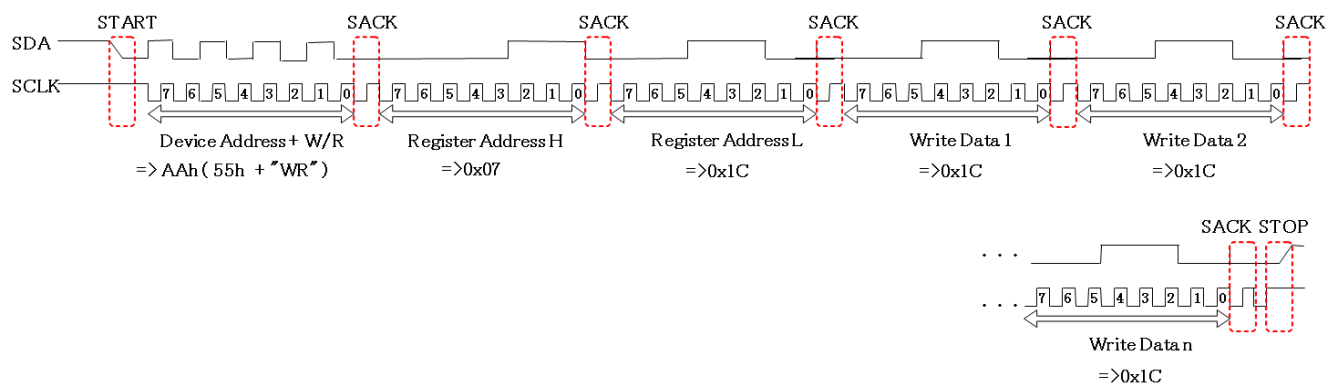 START SACK SACK SACK SACK SACK
SDA
SCLK
7 6 5 4 3 2 1 0 7 6 5 4 3 2 1 0 7 6 5 4 3 2 1 0 7 6 5 4 3 2 1 0 7 6 5 4 3 2 1 0
Device Address + W/R Register Address H Register Address L Write Data 1 Write Data 2
=> AAh ( 55h + "WR" ) =>0x07 =>0x1C =>0x1C =>0x1C
SACK STOP
. . .
. . . 7 6 5 4 3 2 1 0
Write Data n
=>0x1C